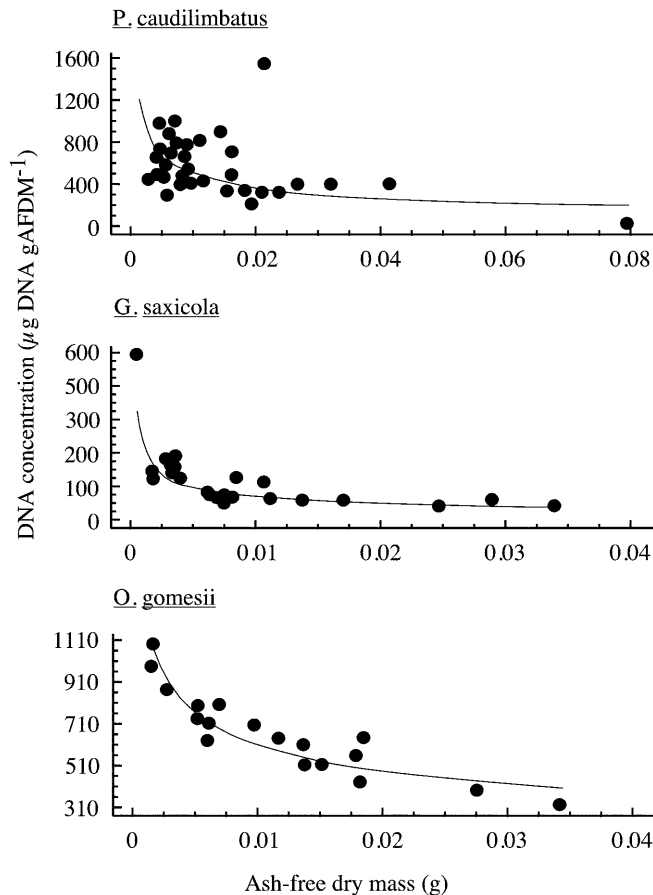 P. caudilimbatus
1600
1200
800
400
0
0 0.02 0.04 0.06 0.08
G. saxicola
600
500
200
100
0
0 0.01 0.02 0.03 0.04
O. gomesii
1110
910
710
510
310
0 0.01 0.02 0.03 0.04
DNA concentration (µg DNA gAFDM⁻¹)
Ash-free dry mass (g)